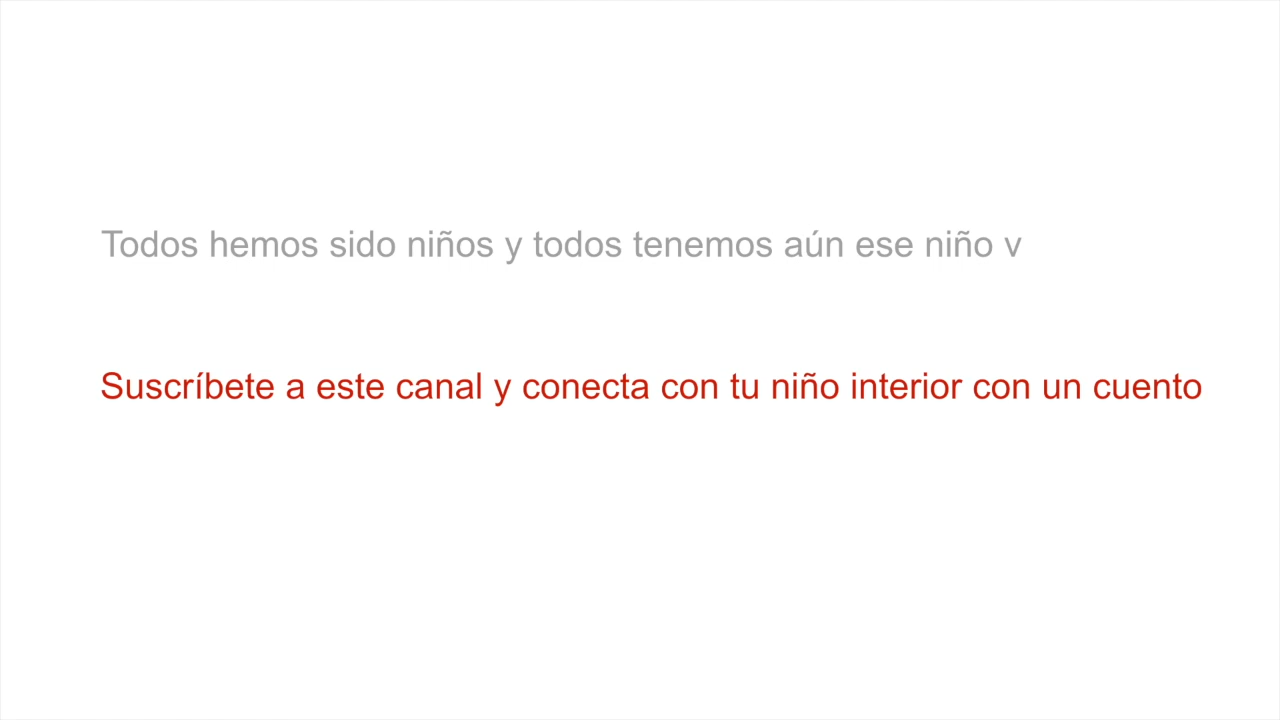 Todos hemos sido niños y todos tenemos aún ese niño v
Suscríbete a este canal y conecta con tu niño interior con un cuento